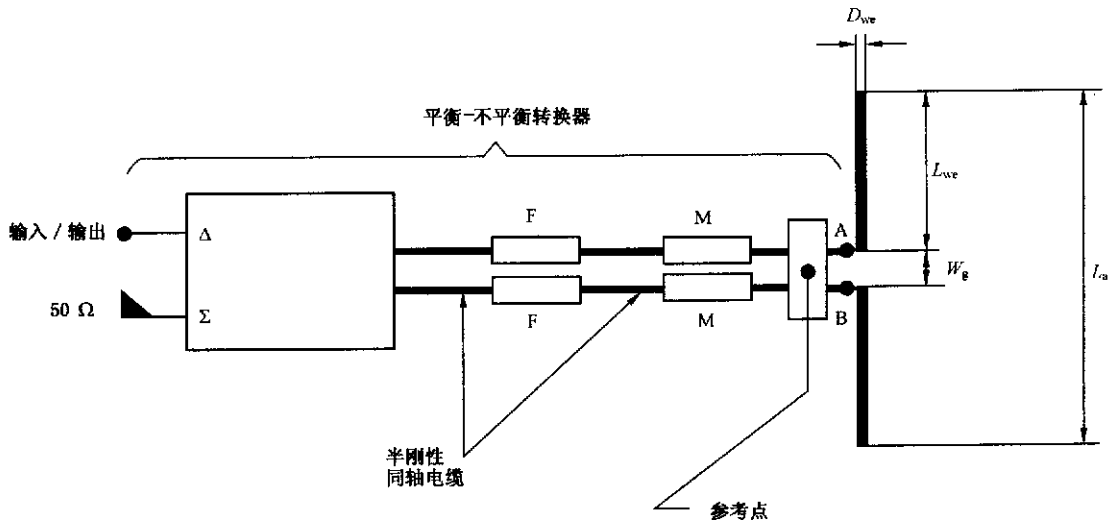 D_we
平衡-不平衡转换器
L_we
输入 / 输出
Δ
F
M
A
W_g
L_a
50 Ω
Σ
F
M
B
半刚性
同轴电缆
参考点